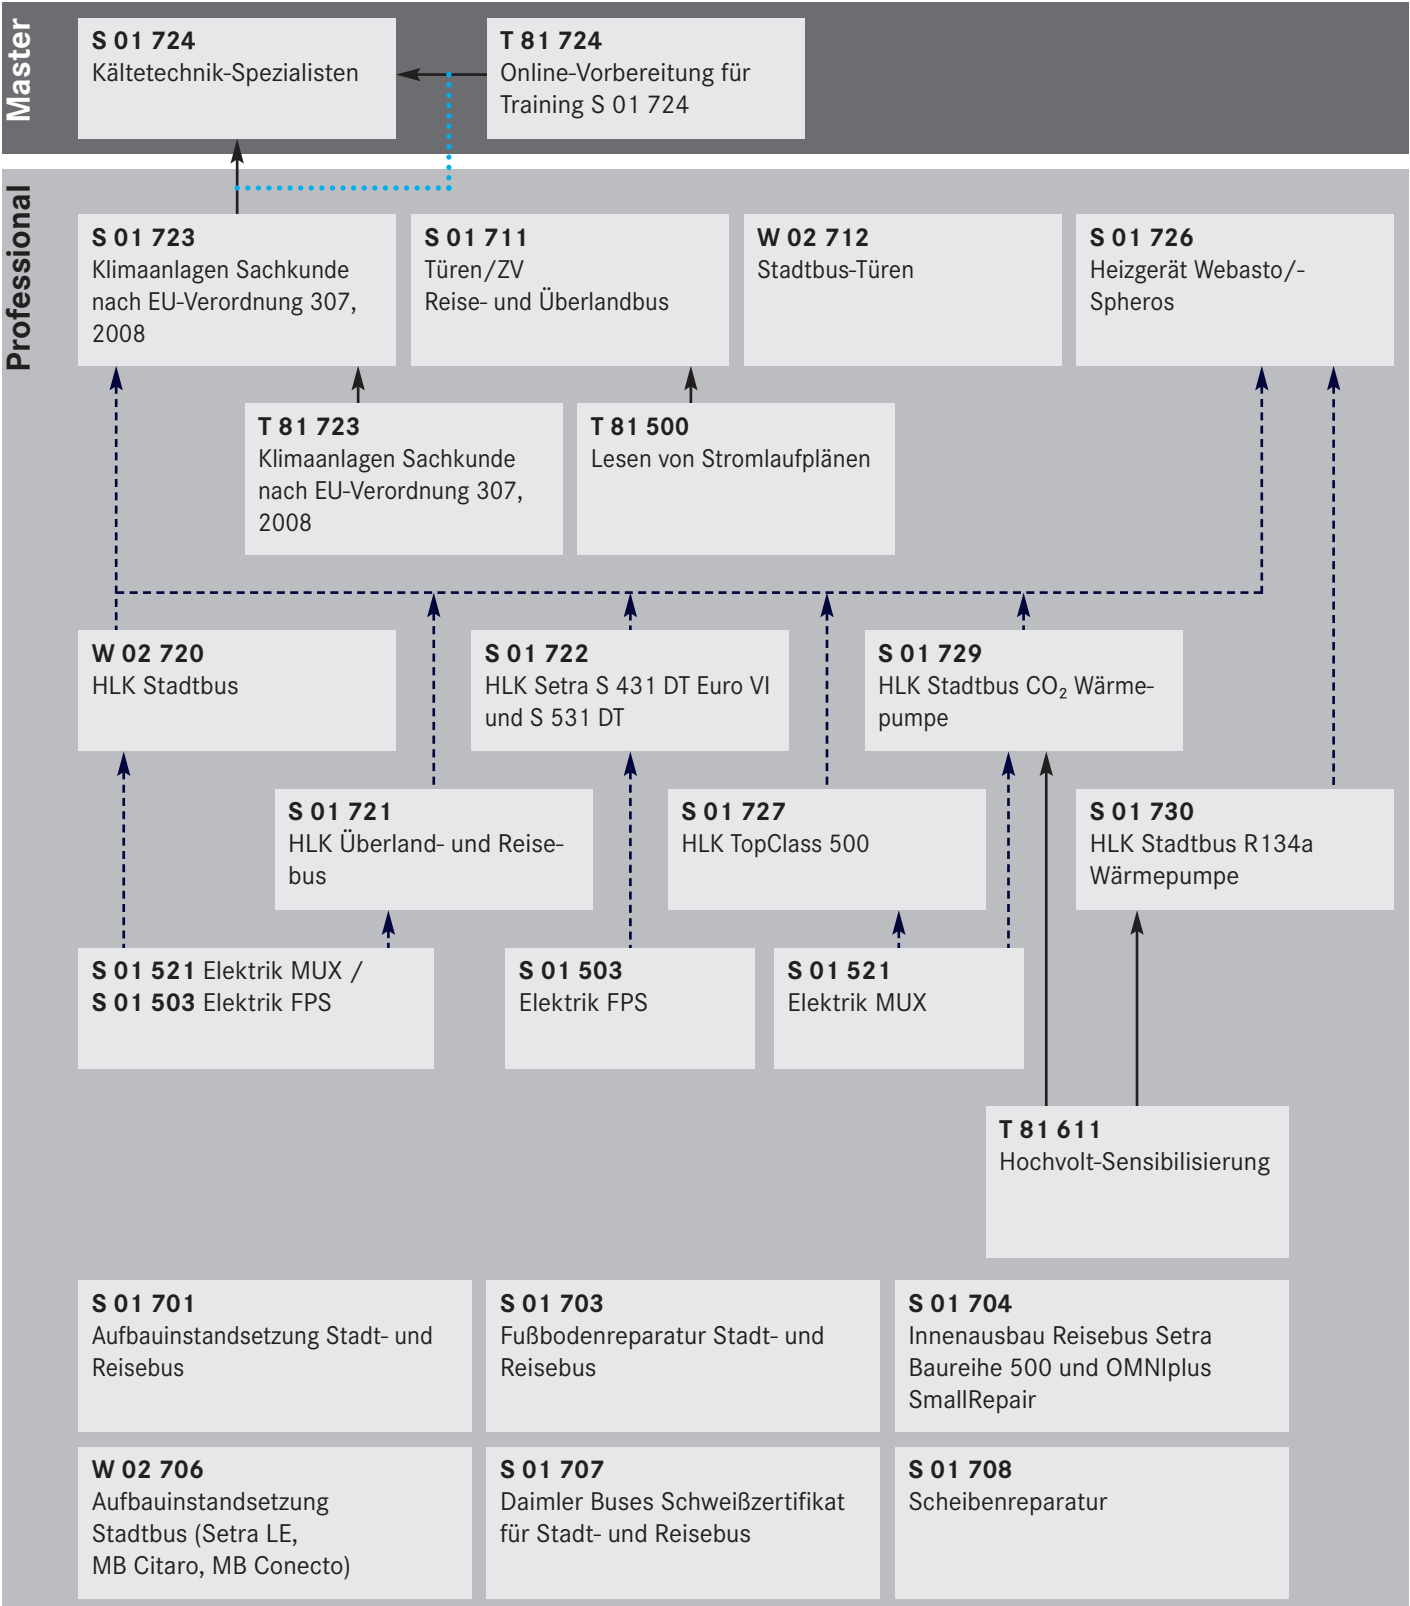 Master
S 01 724
Kältetechnik-Spezialisten
T 81 724
Online-Vorbereitung für
Training S 01 724
Professional
S 01 723
Klimaanlagen Sachkunde
nach EU-Verordnung 307,
2008
S 01 711
Türen/ZV
Reise- und Überlandbus
W 02 712
Stadtbus-Türen
S 01 726
Heizgerät Webasto/-
Spheros
T 81 723
Klimaanlagen Sachkunde
nach EU-Verordnung 307,
2008
T 81 500
Lesen von Stromlaufplänen
W 02 720
HLK Stadtbus
S 01 722
HLK Setra S 431 DT Euro VI
und S 531 DT
S 01 729
HLK Stadtbus CO₂ Wärme-
pumpe
S 01 721
HLK Überland- und Reise-
bus
S 01 727
HLK TopClass 500
S 01 730
HLK Stadtbus R134a
Wärmepumpe
S 01 521 Elektrik MUX /
S 01 503 Elektrik FPS
S 01 503
Elektrik FPS
S 01 521
Elektrik MUX
T 81 611
Hochvolt-Sensibilisierung
S 01 701
Aufbauinstandsetzung Stadt- und
Reisebus
S 01 703
Fußbodenreparatur Stadt- und
Reisebus
S 01 704
Innenausbau Reisebus Setra
Baureihe 500 und OMNIplus
SmallRepair
W 02 706
Aufbauinstandsetzung
Stadtbus (Setra LE,
MB Citaro, MB Conecto)
S 01 707
Daimler Buses Schweißzertifikat
für Stadt- und Reisebus
S 01 708
Scheibenreparatur